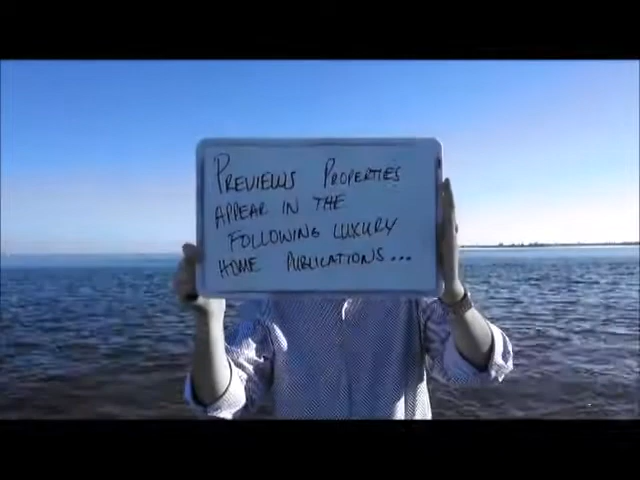 PREVIEWS PROPERTIES
APPEAR IN THE
FOLLOWING LUXURY
HOME PUBLICATIONS...